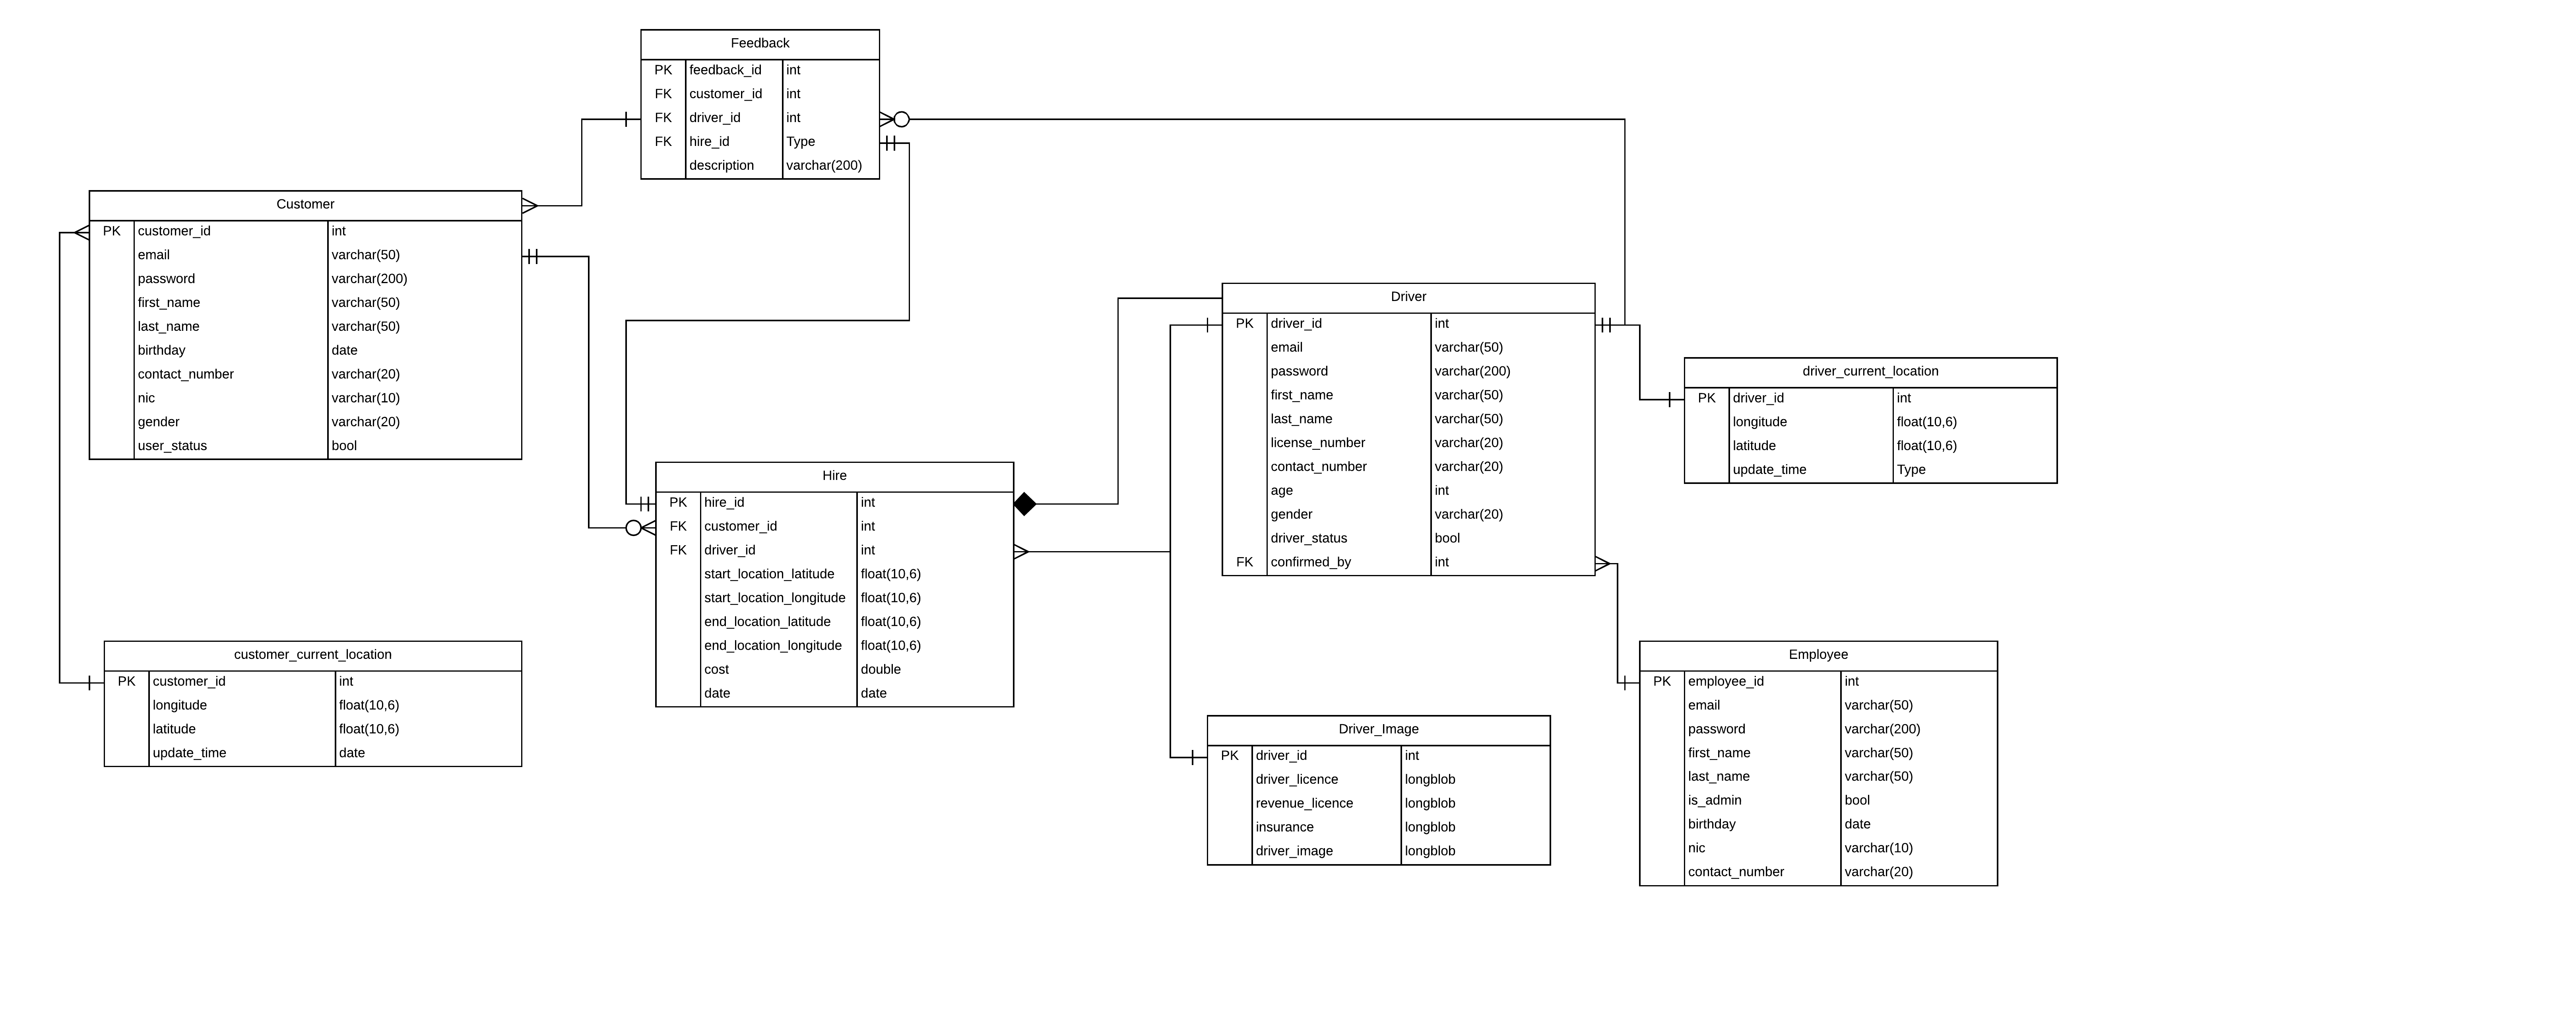 Feedback
PK feedback_id int
FK customer_id int
FK driver_id int
FK hire_id Type
description varchar(200)
Customer
PK customer_id int
email varchar(50)
password varchar(200)
first_name varchar(50)
last_name varchar(50)
birthday date
contact_number varchar(20)
nic varchar(10)
gender varchar(20)
user_status bool
Driver
PK driver_id int
email varchar(50)
password varchar(200)
first_name varchar(50)
last_name varchar(50)
license_number varchar(20)
contact_number varchar(20)
age int
gender varchar(20)
driver_status bool
FK confirmed_by int
driver_current_location
PK driver_id int
longitude float(10,6)
latitude float(10,6)
update_time Type
Hire
PK hire_id int
FK customer_id int
FK driver_id int
start_location_latitude float(10,6)
start_location_longitude float(10,6)
end_location_latitude float(10,6)
end_location_longitude float(10,6)
cost double
date date
customer_current_location
PK customer_id int
longitude float(10,6)
latitude float(10,6)
update_time date
Driver_Image
PK driver_id int
driver_licence longblob
revenue_licence longblob
insurance longblob
driver_image longblob
Employee
PK employee_id int
email varchar(50)
password varchar(200)
first_name varchar(50)
last_name varchar(50)
is_admin bool
birthday date
nic varchar(10)
contact_number varchar(20)